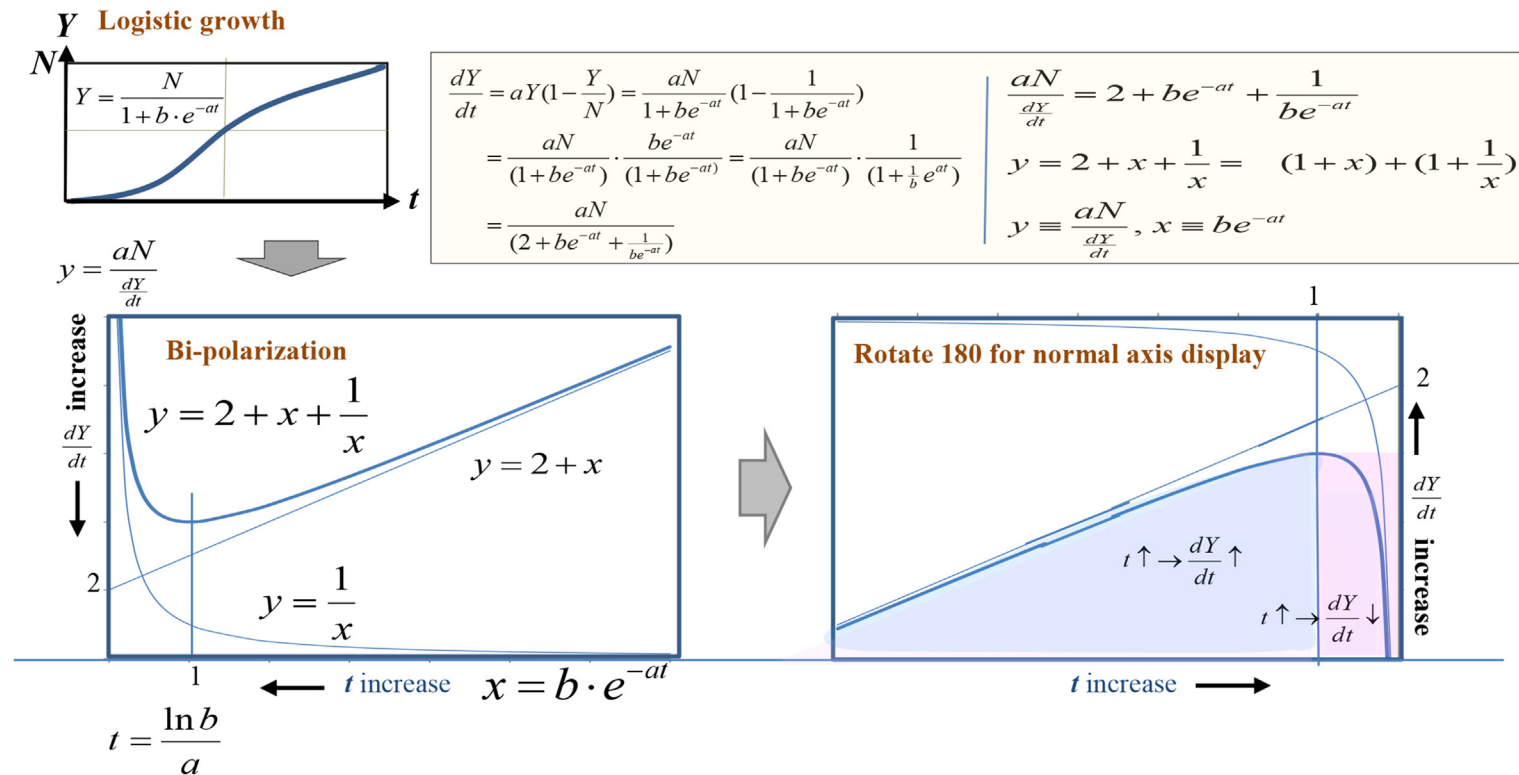 Y Logistic growth
N
Y = N / (1 + b · e^{-at})
t
dY/dt = aY(1 - Y/N) = aN/(1 + be^{-at}) (1 - 1/(1 + be^{-at}))
= aN/((1 + be^{-at})) · be^{-at}/((1 + be^{-at})) = aN/((1 + be^{-at})) · 1/((1 + 1/b e^{at}))
= aN/((2 + be^{-at} + 1/(be^{-at})))
aN/(dY/dt) = 2 + be^{-at} + 1/(be^{-at})
y = 2 + x + 1/x = (1 + x) + (1 + 1/x)
y ≡ aN/(dY/dt) , x ≡ be^{-at}
y = aN/(dY/dt)
dY/dt increase
Bi-polarization
y = 2 + x + 1/x
y = 2 + x
2
y = 1/x
1
← t increase x = b · e^{-at}
t = ln b / a
1
Rotate 180 for normal axis display
2
dY/dt increase
t ↑ → dY/dt ↑
t ↑ → dY/dt ↓
t increase →